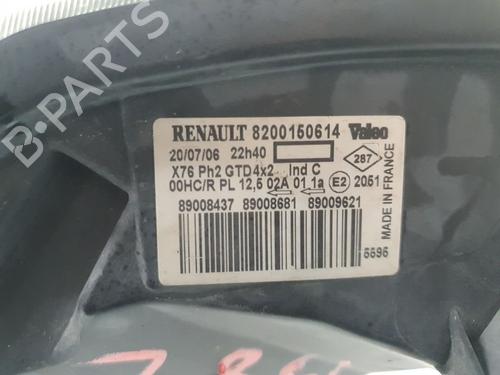 B-PARTS
RENAULT 8200150614 Valeo
20/07/06 22h40 287
X76 Ph2 GTD4x2 Ind C
00HC/R PL 12,5 02A 01 1a E2 2051
89008437 89008681 89009621
5595
MADE IN FRANCE